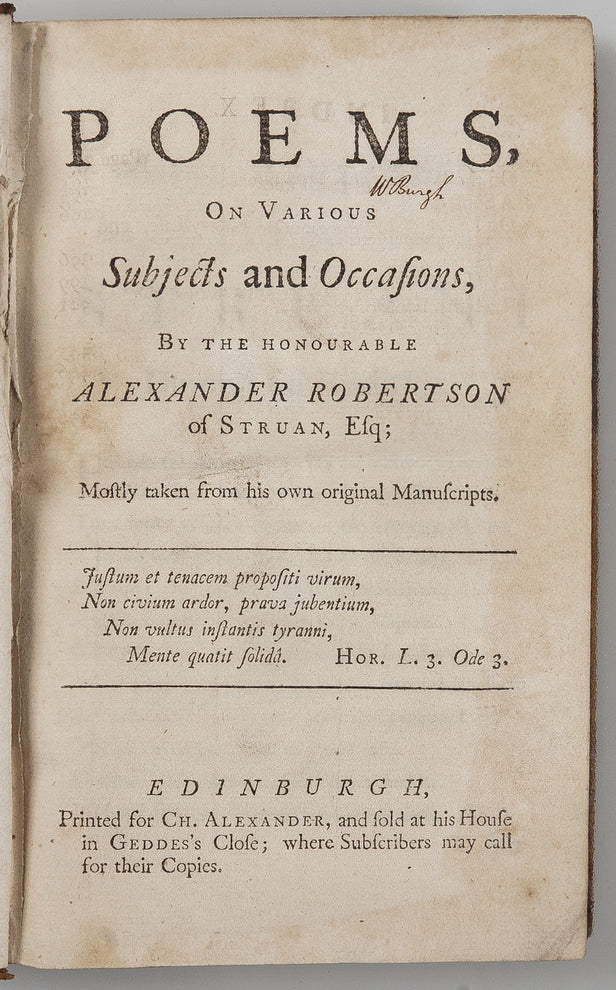 POEMS,
WBurgh
ON VARIOUS
Subjects and Occaſions,
BY THE HONOURABLE
ALEXANDER ROBERTSON
of STRUAN, Eſq;
Moſtly taken from his own original Manuſcripts.
Juſtum et tenacem propoſiti virum,
Non civium ardor, prava jubentium,
Non vultus inſtantis tyranni,
Mente quatit ſolidâ. HOR. L. 3. Ode 3.
EDINBURGH,
Printed for CH. ALEXANDER, and ſold at his Houſe
in GEDDES's Cloſe; where Subſcribers may call
for their Copies.